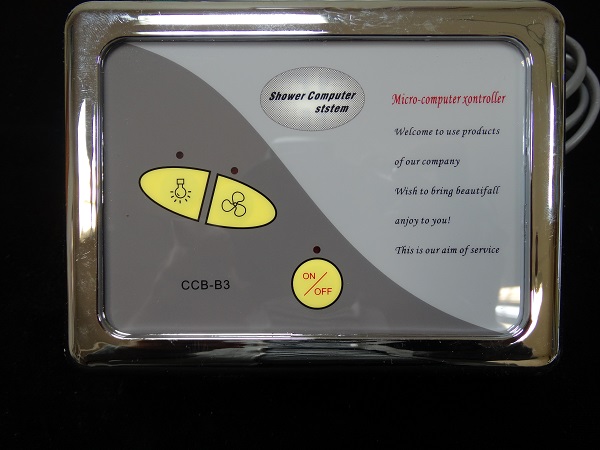 Shower Computer
ststem
Micro-computer xontroller
Welcome to use products
of our company
Wish to bring beautifall
anjoy to you!
This is our aim of service
CCB-B3
ON
/OFF